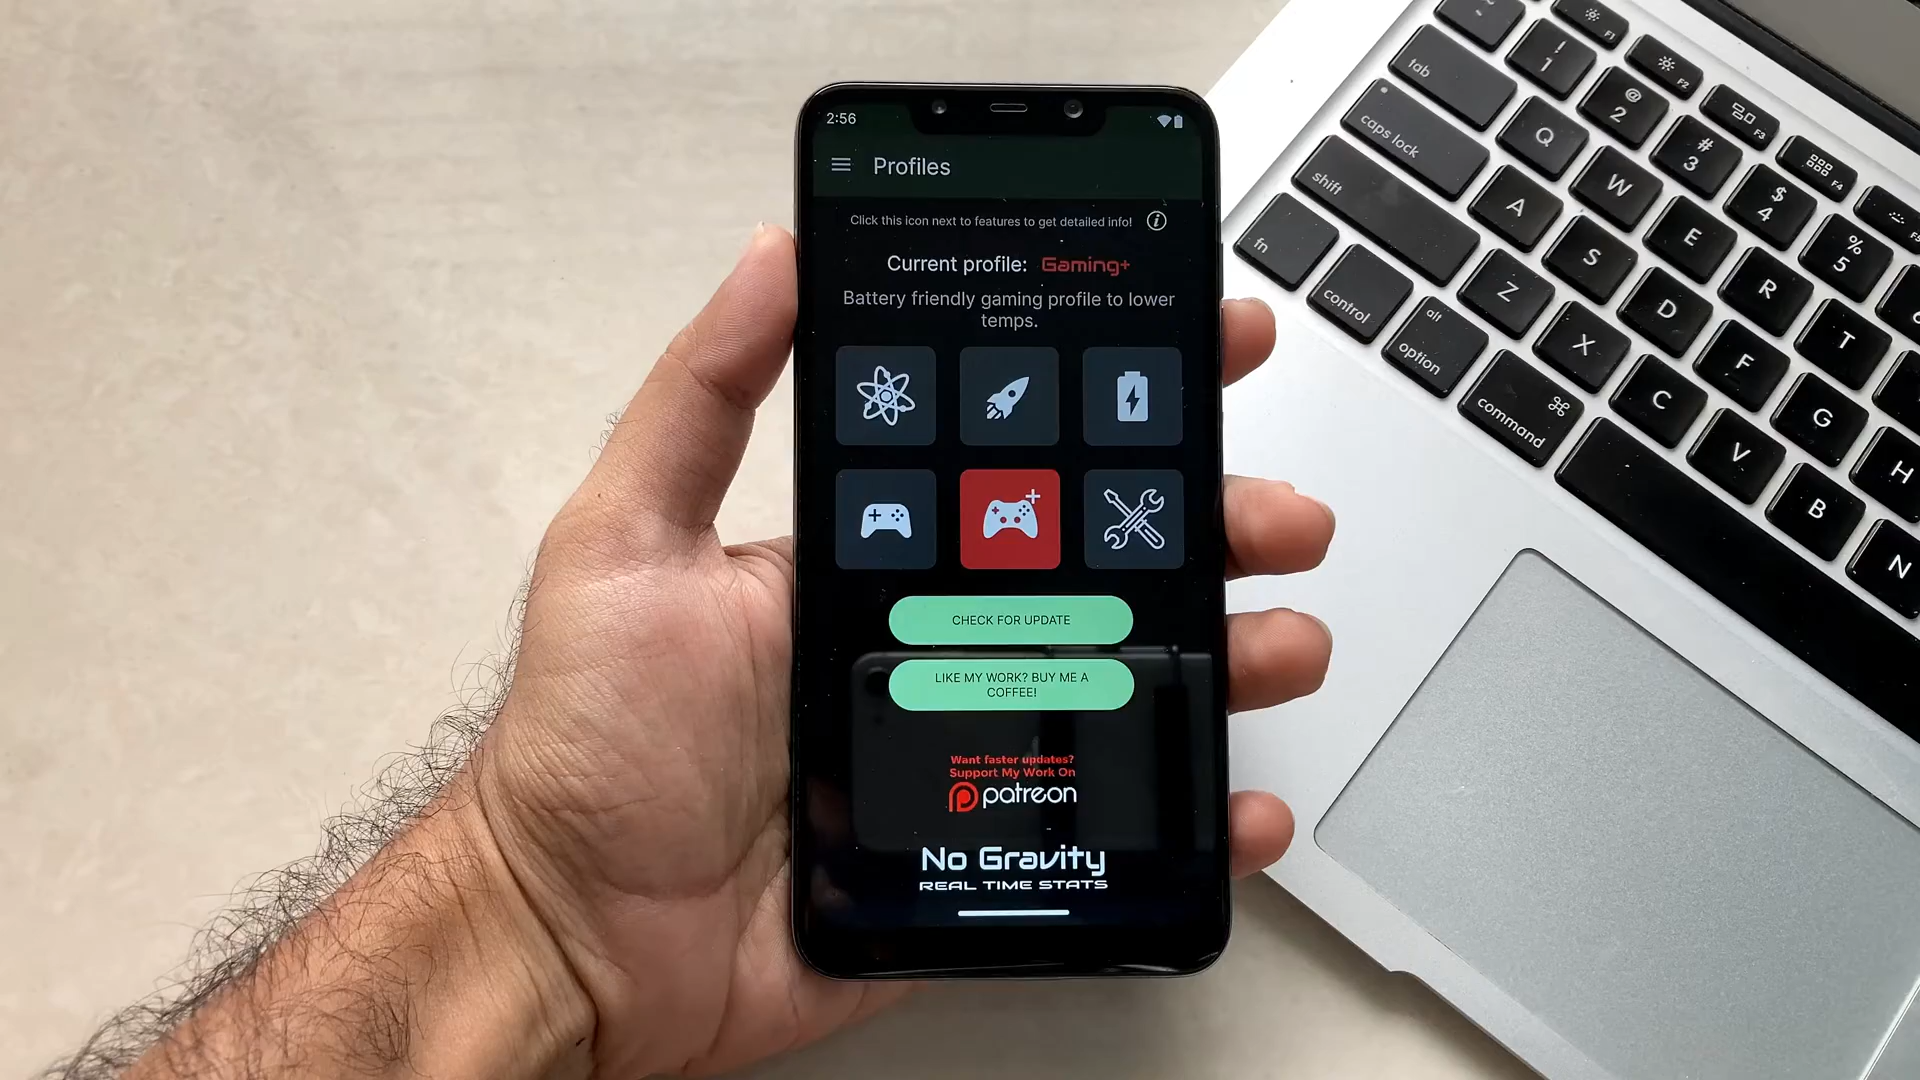 2:56
Profiles
Click this icon next to features to get detailed info!
Current profile: Gaming+
Battery friendly gaming profile to lower
temps.
CHECK FOR UPDATE
LIKE MY WORK? BUY ME A
COFFEE!
Want faster updates?
Support My Work On
patreon
No Gravity
REAL TIME STATS
~
F1
F2
F3
F4
F5
tab
!
1
@
2
#
3
$
4
%
5
caps lock
Q
W
E
R
T
shift
A
S
D
F
G
H
fn
Z
X
C
V
B
N
control
alt
option
⌘
command